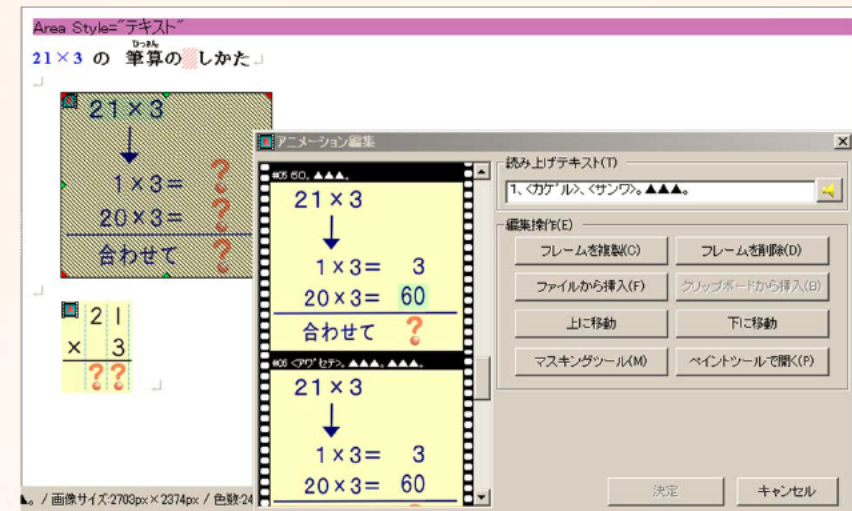 Area Style="テキスト"
ひっさん
21×3 の 筆算の しかた
21×3
1×3= ?
20×3= ?
合わせて ?
21
× 3
??
アニメーション編集
#05 60, ▲▲▲,
21×3
1×3= 3
20×3= 60
合わせて ?
#06 <アワセテ>, ▲▲▲, ▲▲▲,
21×3
1×3= 3
20×3= 60
読み上げテキスト(T)
1、<カケル>、<サンワ>。▲▲▲。
編集操作(E)
フレームを複製(C) フレームを削除(D)
ファイルから挿入(F) クリップボードから挿入(B)
上に移動 下に移動
マスキングツール(M) ペイントツールで開く(P)
決定 キャンセル
▲。 / 画像サイズ:2703px×2374px / 色数:24